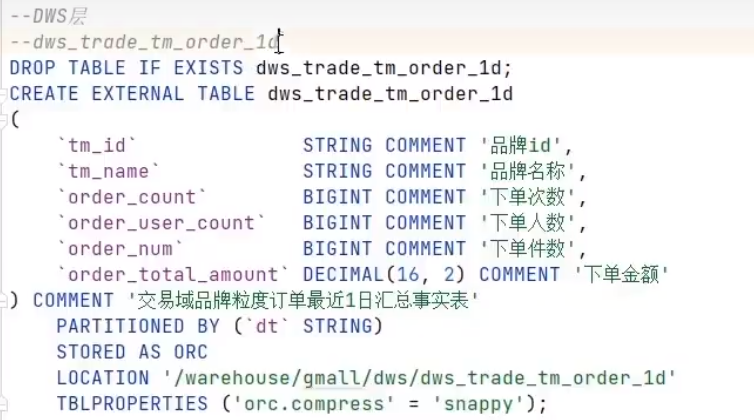 --DWS层
--dws_trade_tm_order_1d
DROP TABLE IF EXISTS dws_trade_tm_order_1d;
CREATE EXTERNAL TABLE dws_trade_tm_order_1d
(
    `tm_id`              STRING COMMENT '品牌id',
    `tm_name`            STRING COMMENT '品牌名称',
    `order_count`        BIGINT COMMENT '下单次数',
    `order_user_count`   BIGINT COMMENT '下单人数',
    `order_num`          BIGINT COMMENT '下单件数',
    `order_total_amount` DECIMAL(16, 2) COMMENT '下单金额'
) COMMENT '交易域品牌粒度订单最近1日汇总事实表'
    PARTITIONED BY (`dt` STRING)
    STORED AS ORC
    LOCATION '/warehouse/gmall/dws/dws_trade_tm_order_1d'
    TBLPROPERTIES ('orc.compress' = 'snappy');